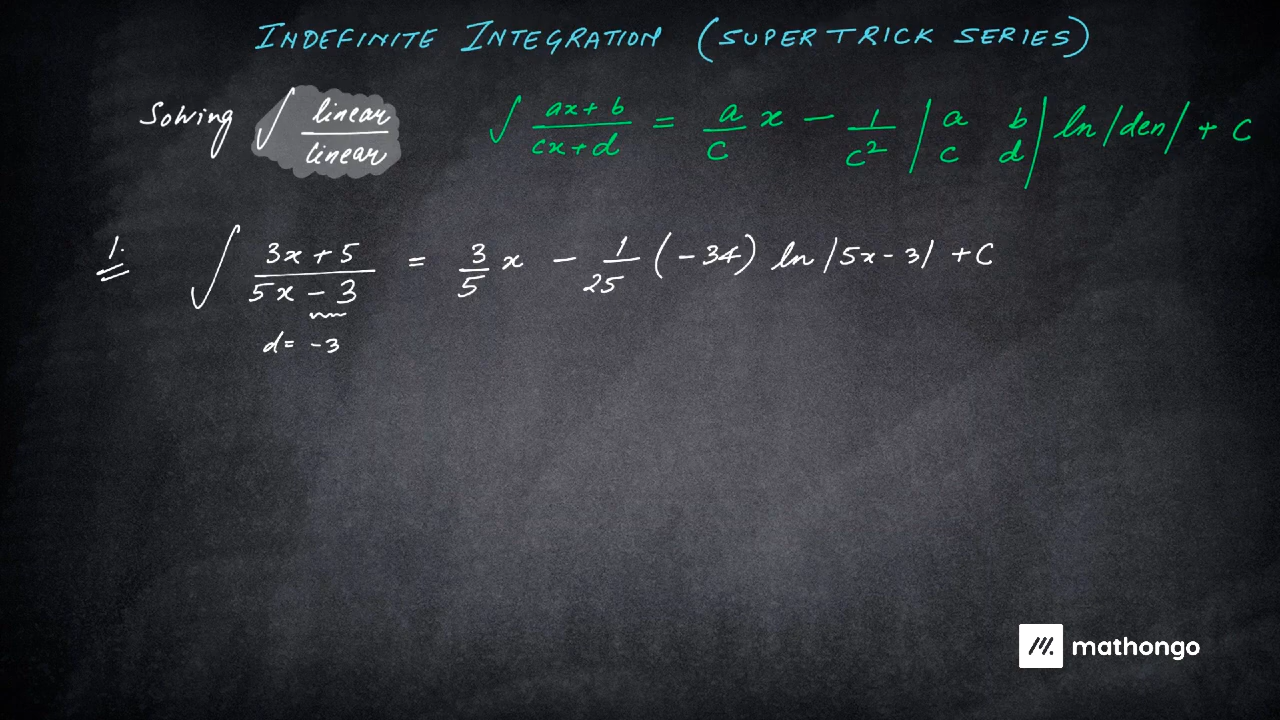 INDEFINITE INTEGRATION (SUPER TRICK SERIES)
Solving ∫ linear/linear
∫ (ax+b)/(cx+d) = a/c x − 1/c² |a b; c d| ln|den| + C
1. ∫ (3x+5)/(5x−3) = 3/5 x − 1/25 (−34) ln|5x−3| + C
d = −3
mathongo